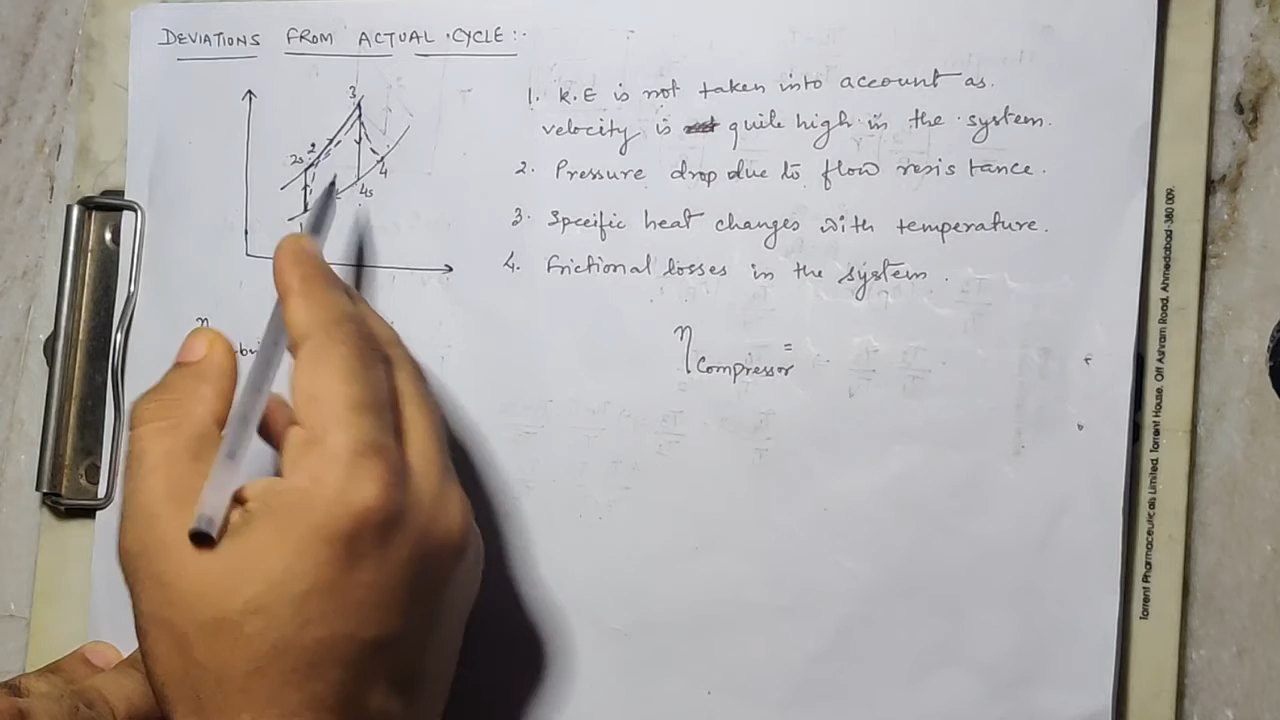 DEVIATIONS FROM ACTUAL CYCLE:.
3
2
2s
4
4s
1
1. K.E is not taken into account as.
velocity is quite high in the system.
2. Pressure drop due to flow resistance.
3. Specific heat changes with temperature.
4. Frictional losses in the system.
η
η Compressor =
Torrent Pharmaceuticals Limited. Torrent House, Off Ashram Road, Ahmedabad-380 009.